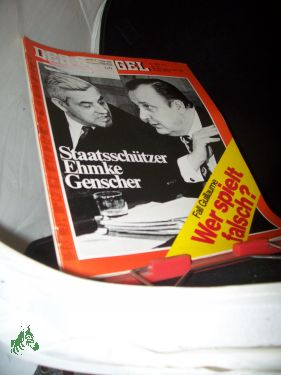 DER SPIEGEL
Staatsschützer
Ehmke
Genscher
Fall Guillaume
Wer spielt
falsch?